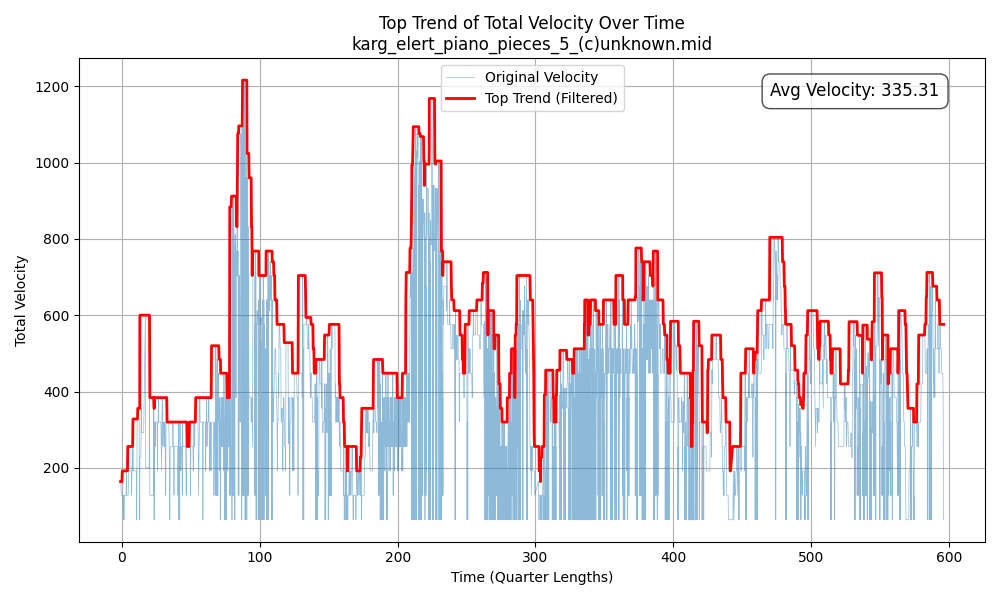 Top Trend of Total Velocity Over Time
karg_elert_piano_pieces_5_(c)unknown.mid
Original Velocity
Top Trend (Filtered)
Avg Velocity: 335.31
Total Velocity
1200
1000
800
600
400
200
0 100 200 300 400 500 600
Time (Quarter Lengths)